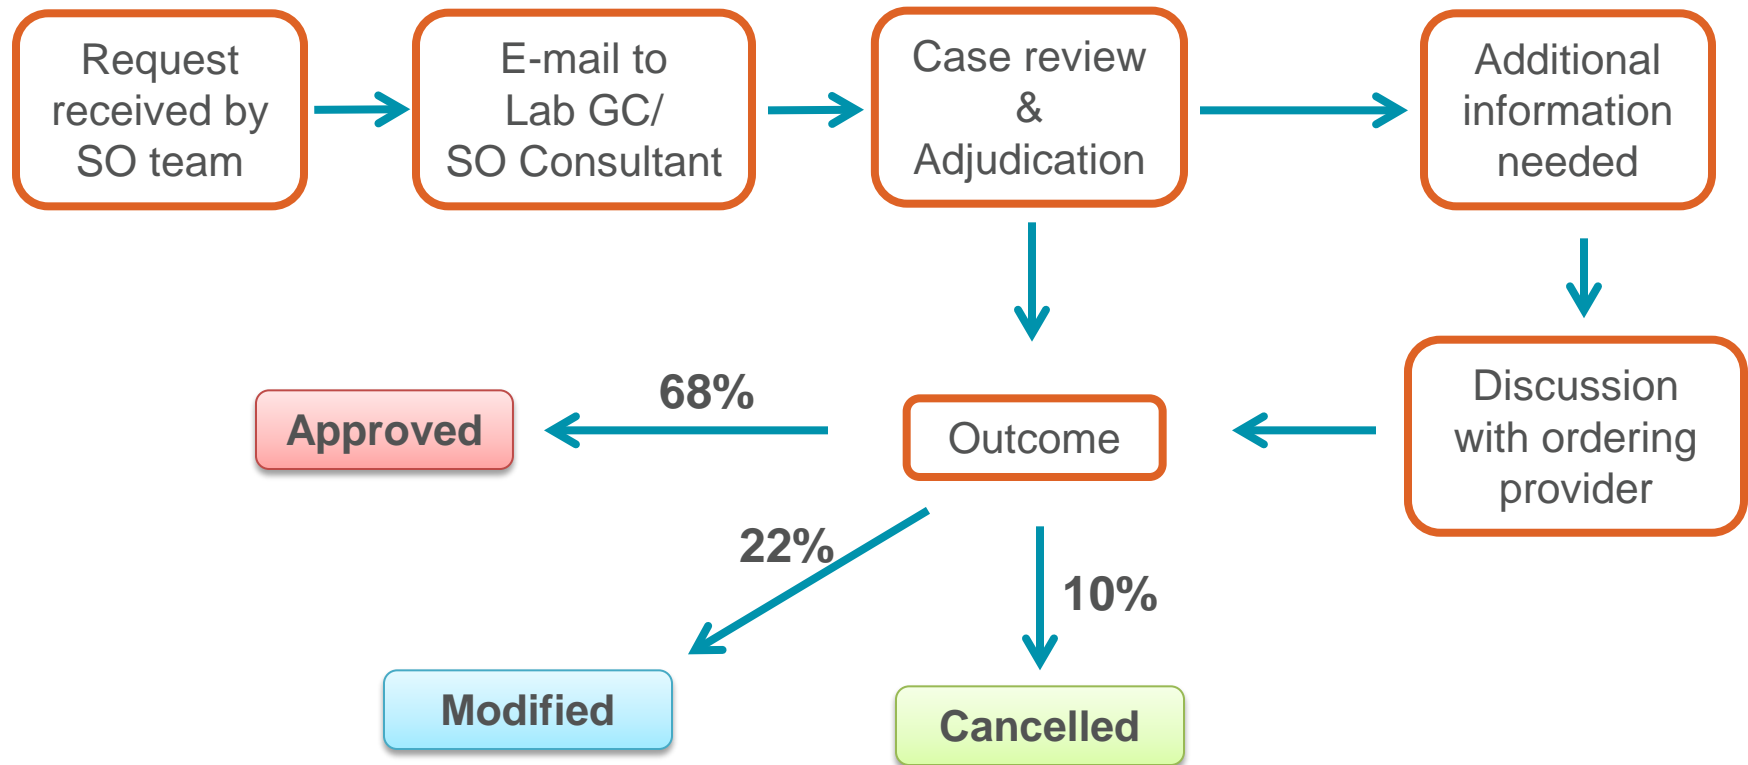 Request
received by
SO team
E-mail to
Lab GC/
SO Consultant
Case review
&
Adjudication
Additional
information
needed
Discussion
with ordering
provider
Outcome
68%
Approved
22%
Modified
10%
Cancelled